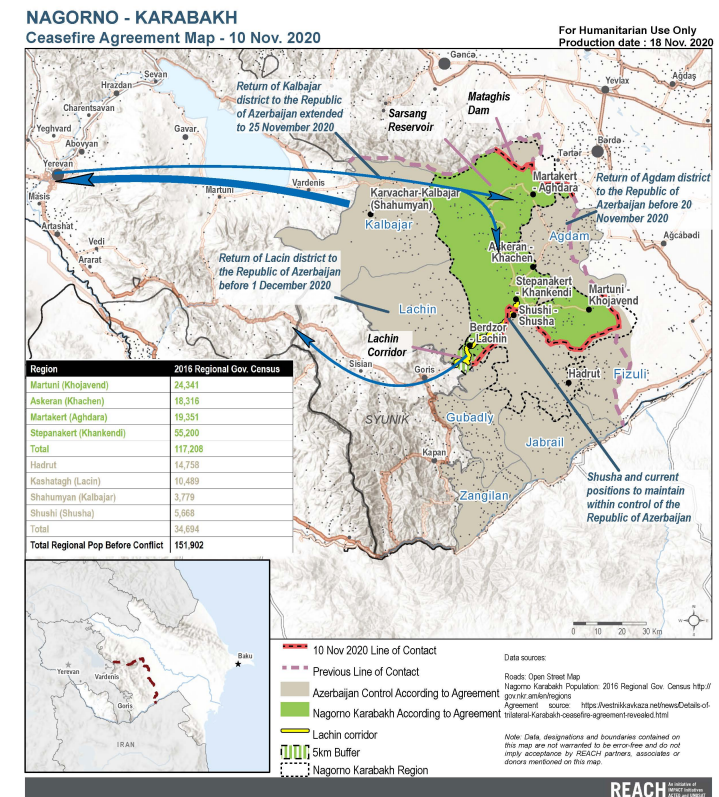 NAGORNO - KARABAKH
Ceasefire Agreement Map - 10 Nov. 2020
For Humanitarian Use Only
Production date : 18 Nov. 2020
Gəncə
Sevan
Hrazdan
Charentsavan
Yeghvard
Abovyan
Gavar.
Yerevan
Masis
Artashat
Vedi
Ararat
Martuni
Vardenis
Yevlax
Ağdaş
Bərdə
Tərtər
Ağcabədi
Sisian
Goris
Kapan
SYUNIK
Return of Kalbajar
district to the Republic
of Azerbaijan extended
to 25 November 2020
Sarsang
Reservoir
Mataghis
Dam
Martakert
- Aghdara
Return of Agdam district
to the Republic of
Azerbaijan before 20
November 2020
Karvachar-Kalbajar
(Shahumyan)
Kalbajar
Agdam
Askeran -
Khachen
Return of Lacin district to
the Republic of Azerbaijan
before 1 December 2020
Stepanakert
- Khankendi
Martuni -
Khojavend
Lachin
Shushi -
Shusha
Berdzor
- Lachin
Lachin
Corridor
Hadrut
Fizuli
Gubadly
Jabrail
Zangilan
Shusha and current
positions to maintain
within control of the
Republic of Azerbaijan
Region 2016 Regional Gov. Census
Martuni (Khojavend) 24,341
Askeran (Khachen) 18,316
Martakert (Aghdara) 19,351
Stepanakert (Khankendi) 55,200
Total 117,208
Hadrut 14,758
Kashatagh (Lacin) 10,489
Shahumyan (Kalbajar) 3,779
Shushi (Shusha) 5,668
Total 34,694
Total Regional Pop Before Conflict 151,902
Yerevan
Vardenis
Goris
Baku
IRAN
0 10 20 30 Km
N
W E
S
10 Nov 2020 Line of Contact
Previous Line of Contact
Azerbaijan Control According to Agreement
Nagorno Karabakh According to Agreement
Lachin corridor
5km Buffer
Nagorno Karabakh Region
Data sources:
Roads: Open Street Map
Nagorno Karabakh Population: 2016 Regional Gov. Census http://
gov.nkr.am/en/regions
Agreement source: https://vestnikkavkaza.net/news/Details-of-
trilateral-Karabakh-ceasefire-agreement-revealed.html
Note: Data, designations and boundaries contained on
this map are not warranted to be error-free and do not
imply acceptance by REACH partners, associates or
donors mentioned on this map.
REACH An initiative of
IMPACT Initiatives
ACTED and UNOSAT